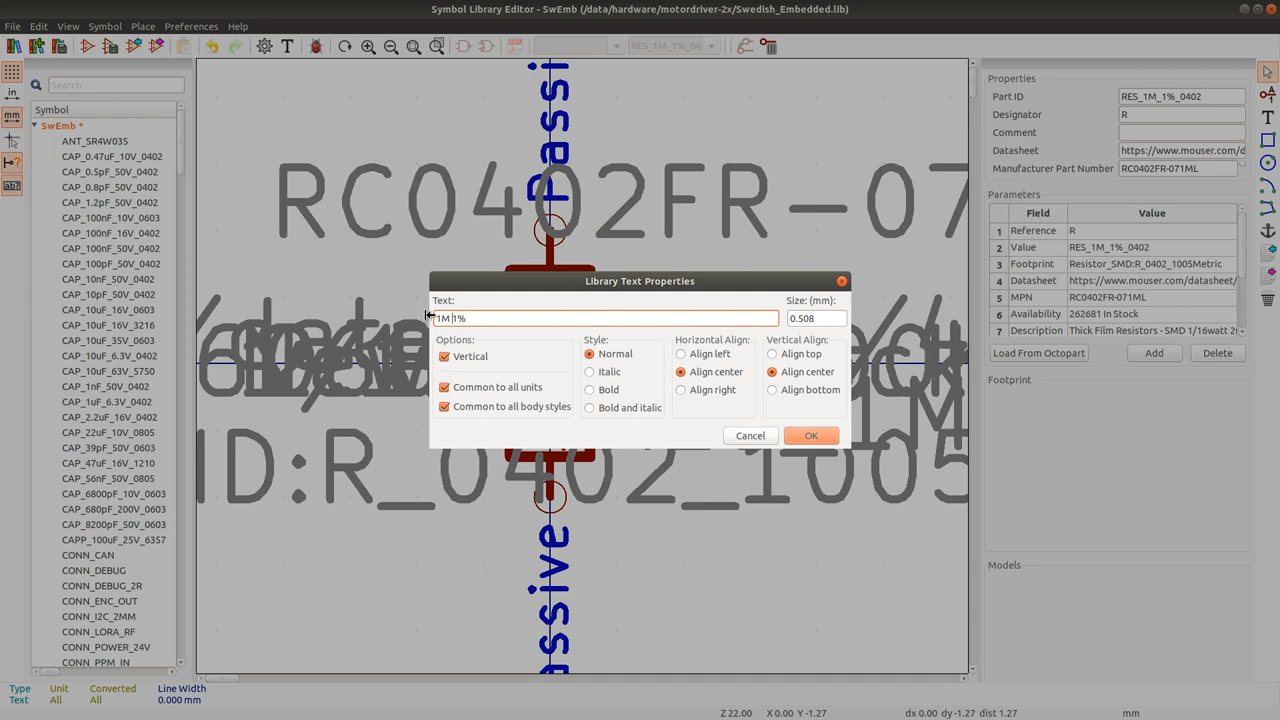 Symbol Library Editor - SwEmb (/data/hardware/motordriver-2x/Swedish_Embedded.lib)
File Edit View Symbol Place Preferences Help
RES_1M_1%_04
in
mm
Search
Symbol
SwEmb *
ANT_SR4W035
CAP_0.47uF_10V_0402
CAP_0.5pF_50V_0402
CAP_0.8pF_50V_0402
CAP_1.2pF_50V_0402
CAP_100nF_10V_0603
CAP_100nF_16V_0402
CAP_100nF_50V_0402
CAP_100pF_50V_0402
CAP_10nF_50V_0402
CAP_10pF_50V_0402
CAP_10uF_16V_0603
CAP_10uF_16V_3216
CAP_10uF_35V_0603
CAP_10uF_6.3V_0402
CAP_10uF_63V_5750
CAP_1nF_50V_0402
CAP_1uF_6.3V_0402
CAP_2.2uF_16V_0402
CAP_22uF_10V_0805
CAP_39pF_50V_0603
CAP_47uF_16V_1210
CAP_56nF_50V_0805
CAP_6800pF_10V_0603
CAP_680pF_200V_0603
CAP_8200pF_50V_0603
CAPP_100uF_25V_6357
CONN_CAN
CONN_DEBUG
CONN_DEBUG_2R
CONN_ENC_OUT
CONN_I2C_2MM
CONN_LORA_RF
CONN_POWER_24V
CONN_PPM_IN
Passi
RC0402FR-07
ID:R_0402_1005
assive
Library Text Properties
Text:
Size: (mm):
1M 1%
0.508
Options:
Style:
Horizontal Align:
Vertical Align:
Vertical
Common to all units
Common to all body styles
Normal
Italic
Bold
Bold and italic
Align left
Align center
Align right
Align top
Align center
Align bottom
Cancel
OK
Properties
Part ID RES_1M_1%_0402
Designator R
Comment
Datasheet https://www.mouser.com/d
Manufacturer Part Number RC0402FR-071ML
Parameters
Field Value
1 Reference R
2 Value RES_1M_1%_0402
3 Footprint Resistor_SMD:R_0402_1005Metric
4 Datasheet https://www.mouser.com/datasheet/
5 MPN RC0402FR-071ML
6 Availability 262681 In Stock
7 Description Thick Film Resistors - SMD 1/16watt 2
Load From Octopart Add Delete
Footprint
Models
Type Unit Converted Line Width
Text All All 0.000 mm
Z 22.00 X 0.00 Y -1.27 dx 0.00 dy -1.27 dist 1.27 mm